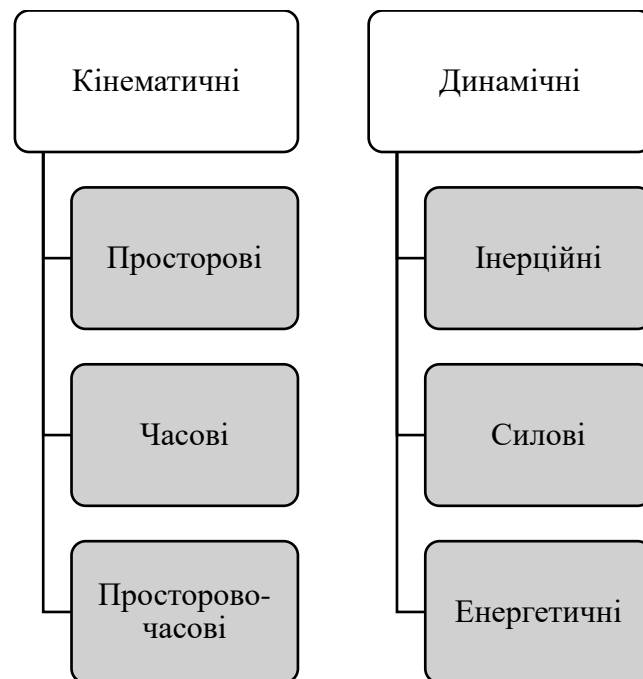 Кінематичні
Просторові
Часові
Просторово-
часові
Динамічні
Інерційні
Силові
Енергетичні